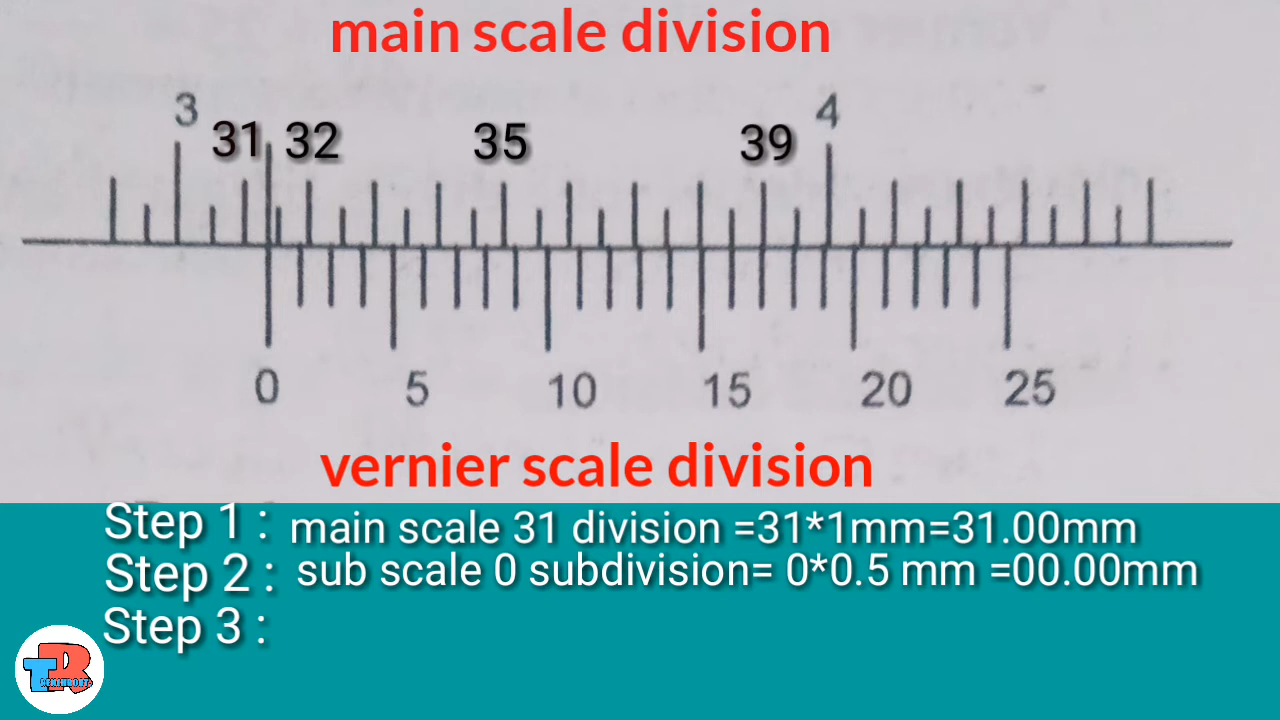 main scale division
3 4
31 32 35 39
0 5 10 15 20 25
vernier scale division
Step 1 : main scale 31 division =31*1mm=31.00mm
Step 2 : sub scale 0 subdivision= 0*0.5 mm =00.00mm
Step 3 :
TR